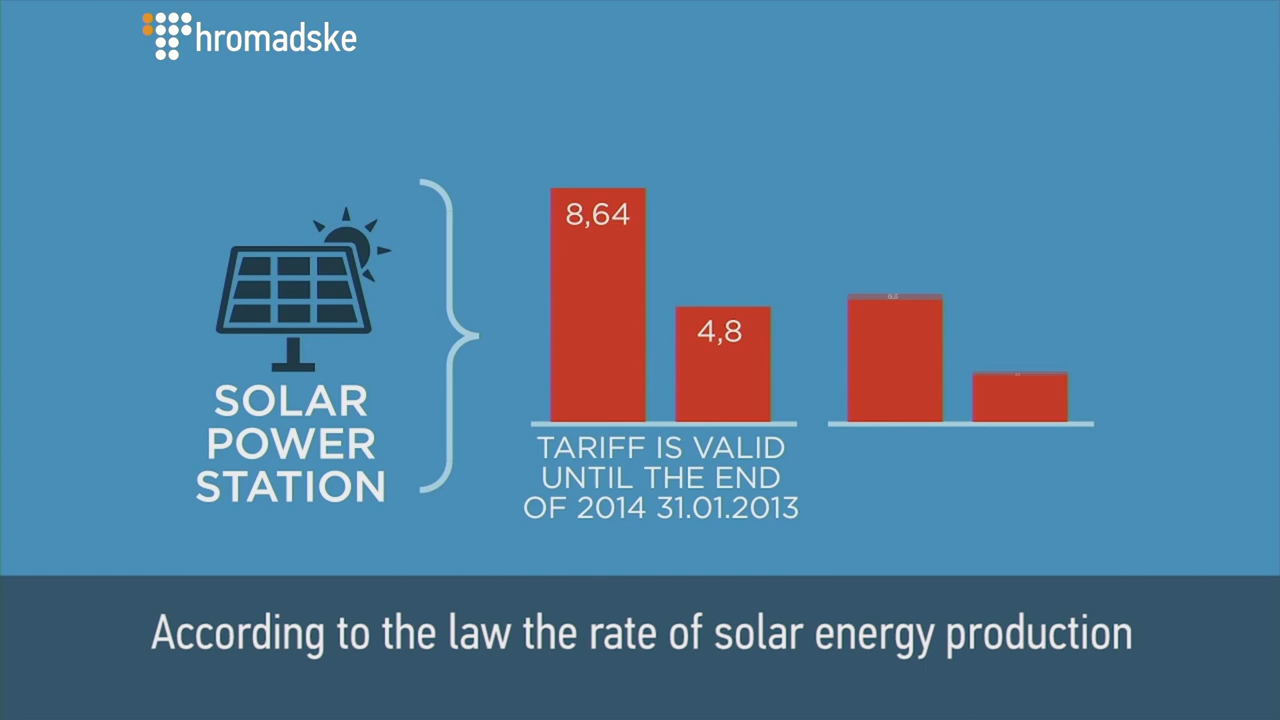 hromadske
8,64
4,8
SOLAR
POWER
STATION
TARIFF IS VALID
UNTIL THE END
OF 2014 31.01.2013
According to the law the rate of solar energy production